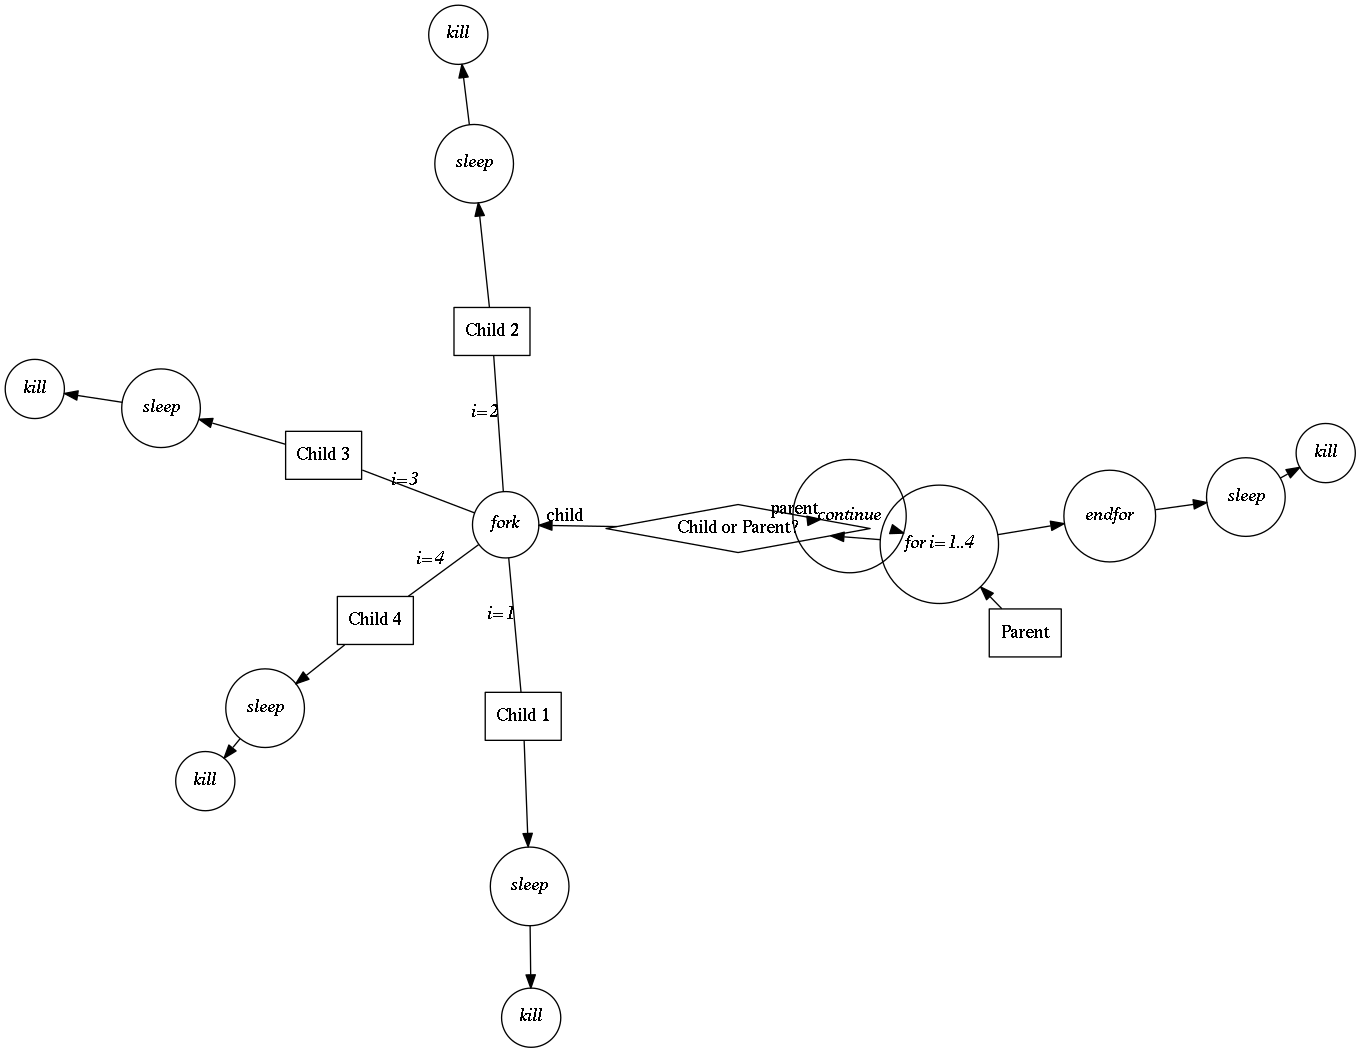 kill
sleep
Child 2
i=2
kill
sleep
Child 3
i=3
fork
child
Child or Parent?
parent
continue
for i=1..4
endfor
sleep
kill
Parent
i=4
Child 4
sleep
kill
i=1
Child 1
sleep
kill